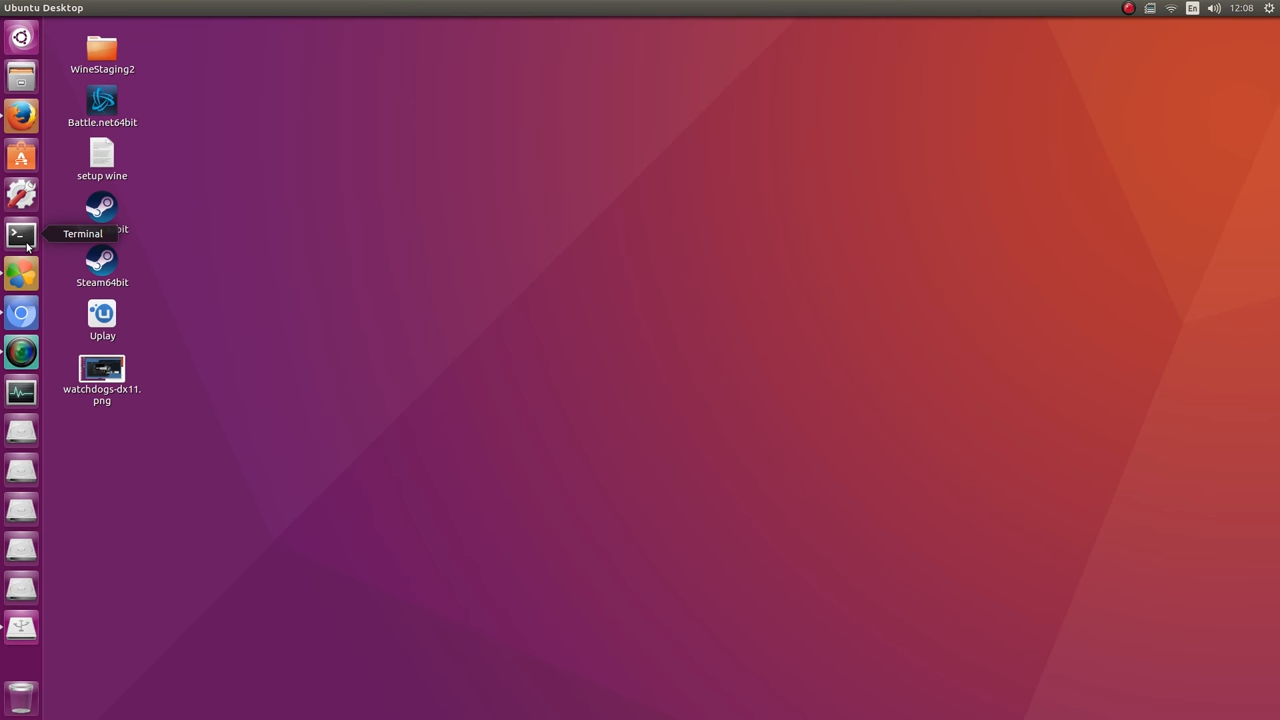 Ubuntu Desktop
En
12:08
WineStaging2
Battle.net64bit
setup wine
Terminal
bit
Steam64bit
Uplay
watchdogs-dx11.
png